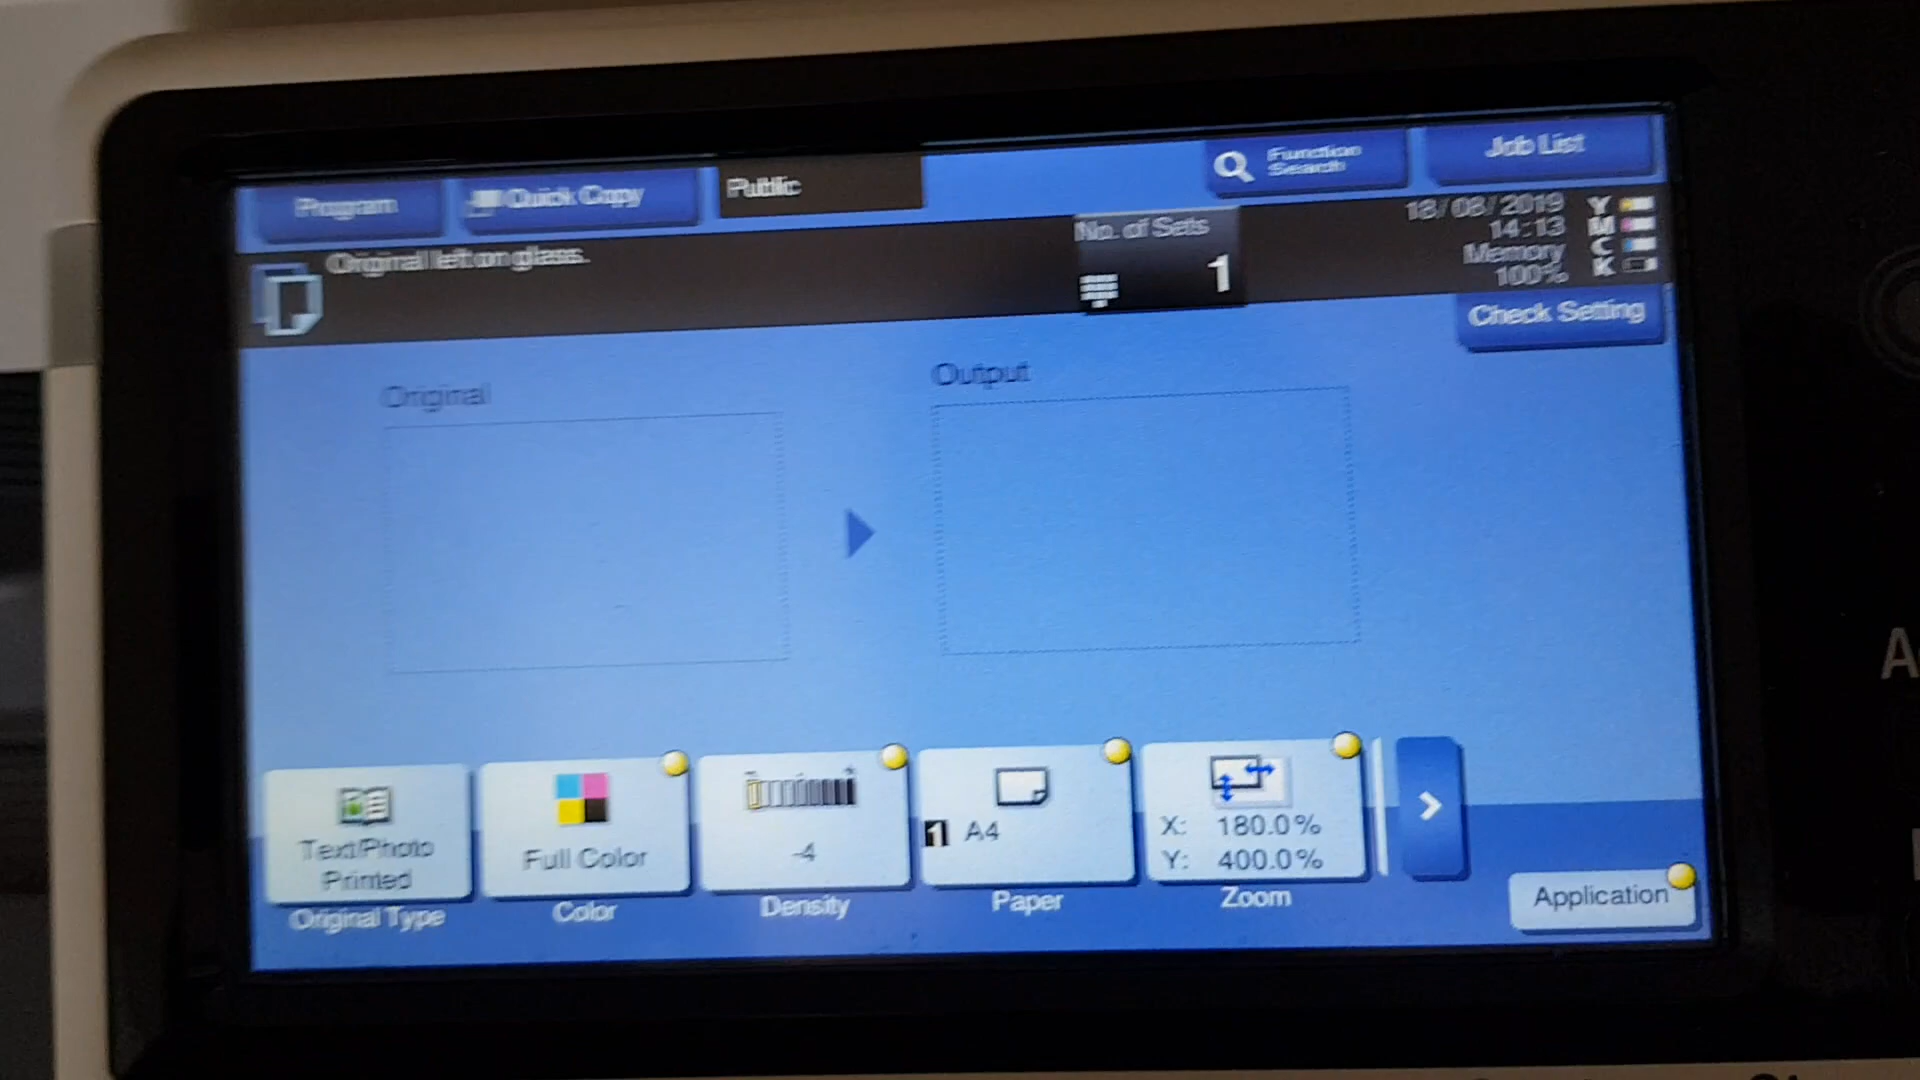 Program
Quick Copy
Public
Function
Search
Job List
Original left on glass.
No. of Sets
1
18/08/2019
14:13
Memory
100%
Y
M
C
K
Check Setting
Original
Output
Text/Photo
Printed
Original Type
Full Color
Color
-4
Density
1 A4
Paper
X: 180.0%
Y: 400.0%
Zoom
Application